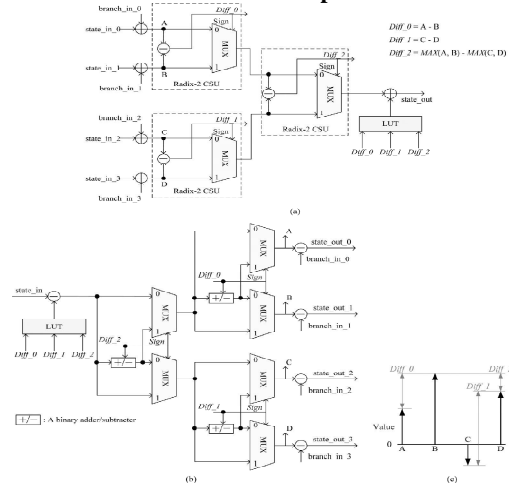 branch_in_0
Diff_0
state_in_0
A
Sign
0
MUX
1
state_in_1
B
branch_in_1
Radix-2 CSU
Diff_0 = A - B
Diff_1 = C - D
Diff_2 = MAX(A, B) - MAX(C, D)
Diff_2
Sign
0
MUX
1
Radix-2 CSU
state_out
LUT
Diff_0 Diff_1 Diff_2
branch_in_2
Diff_1
state_in_2
C
Sign
0
MUX
1
state_in_3
D
branch_in_3
Radix-2 CSU
(a)
state_in
LUT
Diff_0 Diff_1 Diff_2
Diff_2
+/−
0
MUX
1
Sign
0
MUX
1
0
MUX
1
A
state_out_0
branch_in_0
Diff_0
Sign
+/−
0
MUX
1
B
state_out_1
branch_in_1
0
MUX
1
C
state_out_2
branch_in_2
Diff_1
Sign
+/−
0
MUX
1
D
state_out_3
branch_in_3
+/− : A binary adder/subtracter
(b)
Diff_0
Diff_1
Value
0
A
B
C
D
(c)